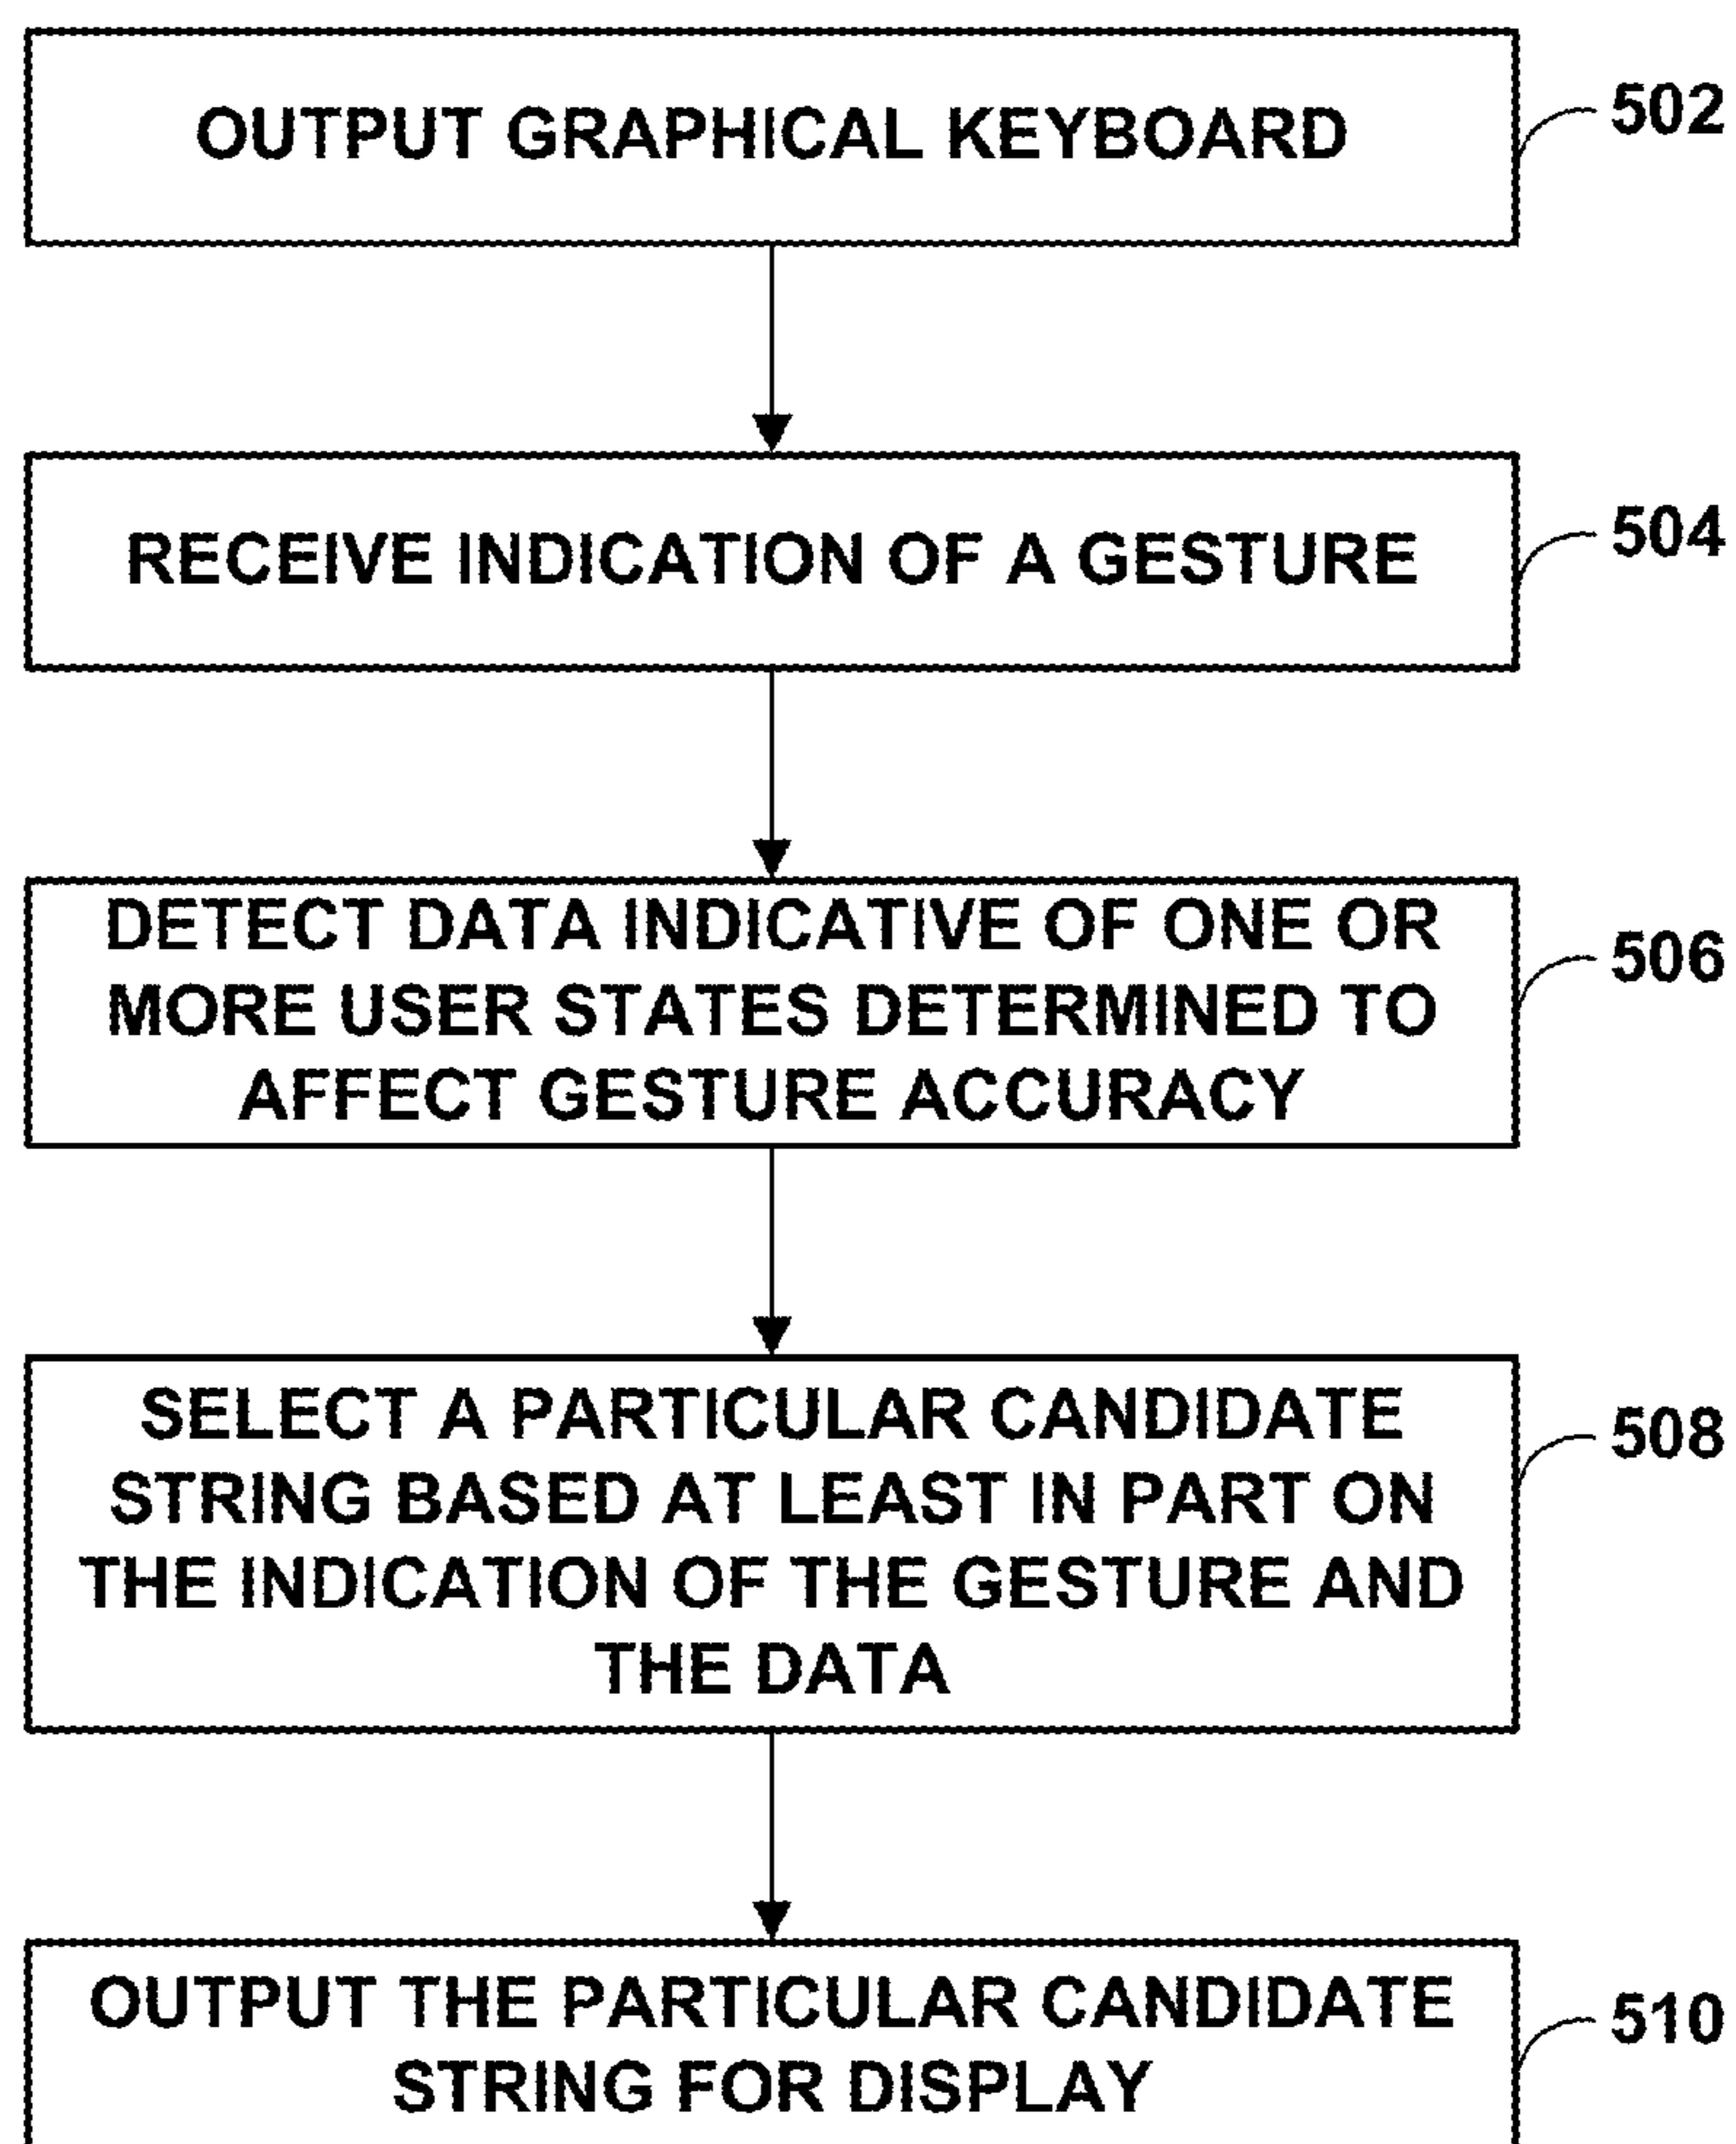 OUTPUT GRAPHICAL KEYBOARD
502
RECEIVE INDICATION OF A GESTURE
504
DETECT DATA INDICATIVE OF ONE OR
MORE USER STATES DETERMINED TO
AFFECT GESTURE ACCURACY
506
SELECT A PARTICULAR CANDIDATE
STRING BASED AT LEAST IN PART ON
THE INDICATION OF THE GESTURE AND
THE DATA
508
OUTPUT THE PARTICULAR CANDIDATE
STRING FOR DISPLAY
510